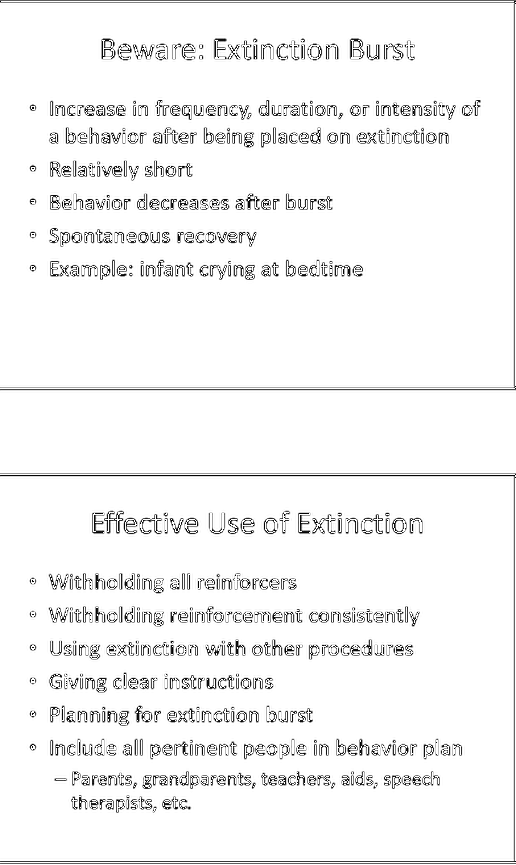 Beware: Extinction Burst
• Increase in frequency, duration, or intensity of
a behavior after being placed on extinction
• Relatively short
• Behavior decreases after burst
• Spontaneous recovery
• Example: infant crying at bedtime
Effective Use of Extinction
• Withholding all reinforcers
• Withholding reinforcement consistently
• Using extinction with other procedures
• Giving clear instructions
• Planning for extinction burst
• Include all pertinent people in behavior plan
– Parents, grandparents, teachers, aids, speech
therapists, etc.